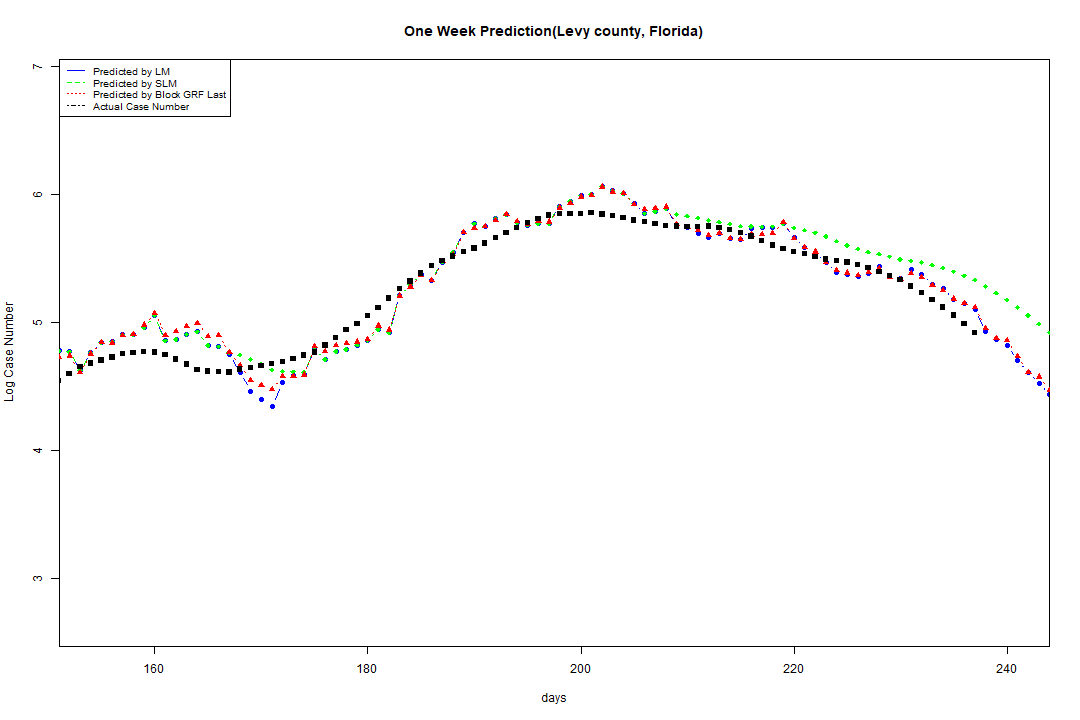 One Week Prediction(Levy county, Florida)
Predicted by LM
Predicted by SLM
Predicted by Block GRF Last
Actual Case Number
7
6
5
4
3
Log Case Number
160 180 200 220 240
days